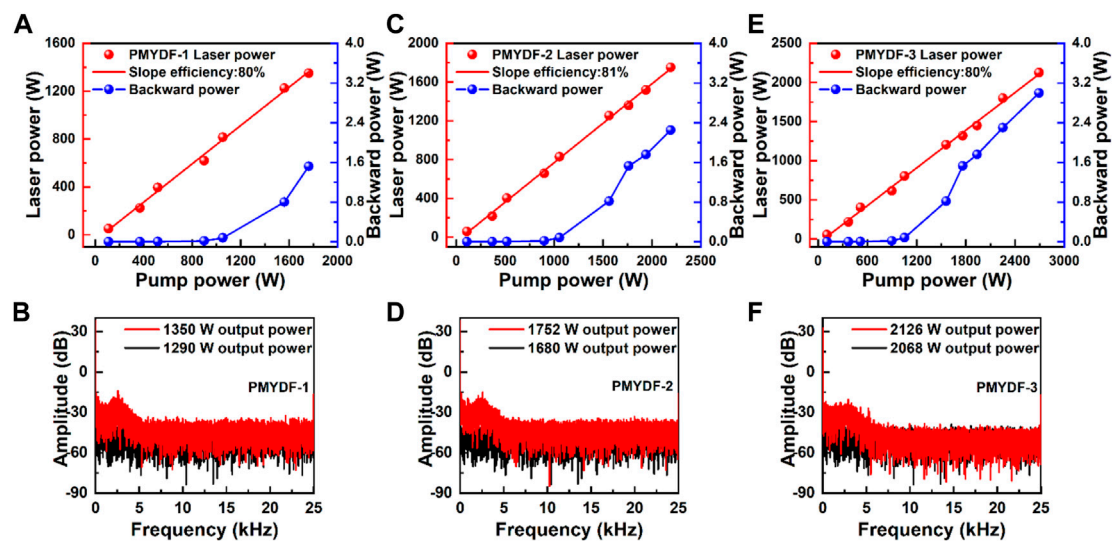 A
1600
1200
800
400
0
Laser power (W)
PMYDF-1 Laser power
Slope efficiency:80%
Backward power
4.0
3.2
2.4
1.6
0.8
0.0
Backward power (W)
0 400 800 1200 1600 2000
Pump power (W)
C
2000
1600
1200
800
400
0
Laser power (W)
PMYDF-2 Laser power
Slope efficiency:81%
Backward power
4.0
3.2
2.4
1.6
0.8
0.0
Backward power (W)
0 500 1000 1500 2000 2500
Pump power (W)
E
2500
2000
1500
1000
500
0
Laser power (W)
PMYDF-3 Laser power
Slope efficiency:80%
Backward power
4.0
3.2
2.4
1.6
0.8
0.0
Backward power (W)
0 600 1200 1800 2400 3000
Pump power (W)
B
30
0
-30
-60
-90
Amplitude (dB)
1350 W output power
1290 W output power
PMYDF-1
0 5 10 15 20 25
Frequency (kHz)
D
30
0
-30
-60
-90
Amplitude (dB)
1752 W output power
1680 W output power
PMYDF-2
0 5 10 15 20 25
Frequency (kHz)
F
30
0
-30
-60
-90
Amplitude (dB)
2126 W output power
2068 W output power
PMYDF-3
0 5 10 15 20 25
Frequency (kHz)